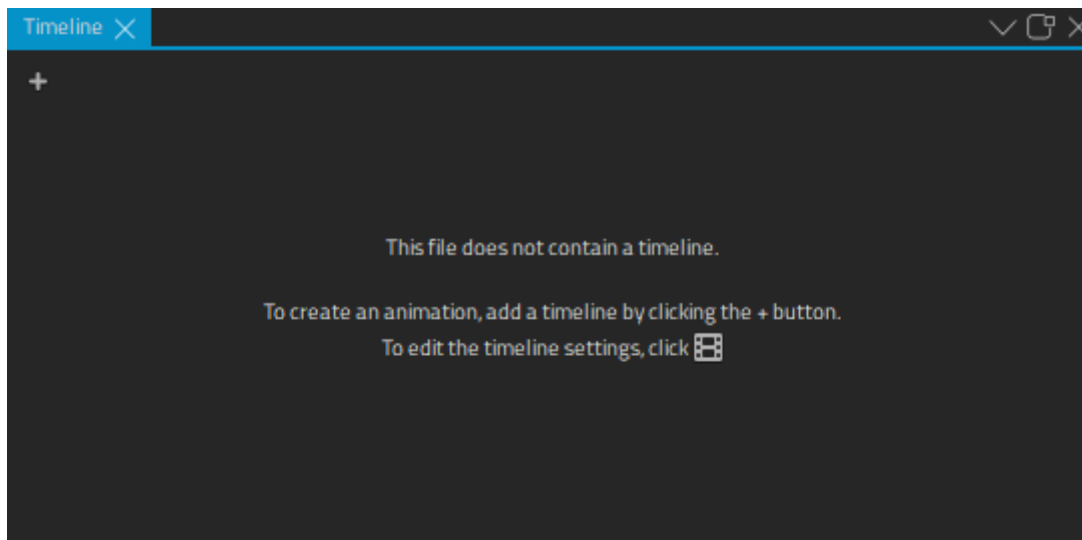 Timeline
This file does not contain a timeline.
To create an animation, add a timeline by clicking the + button.
To edit the timeline settings, click